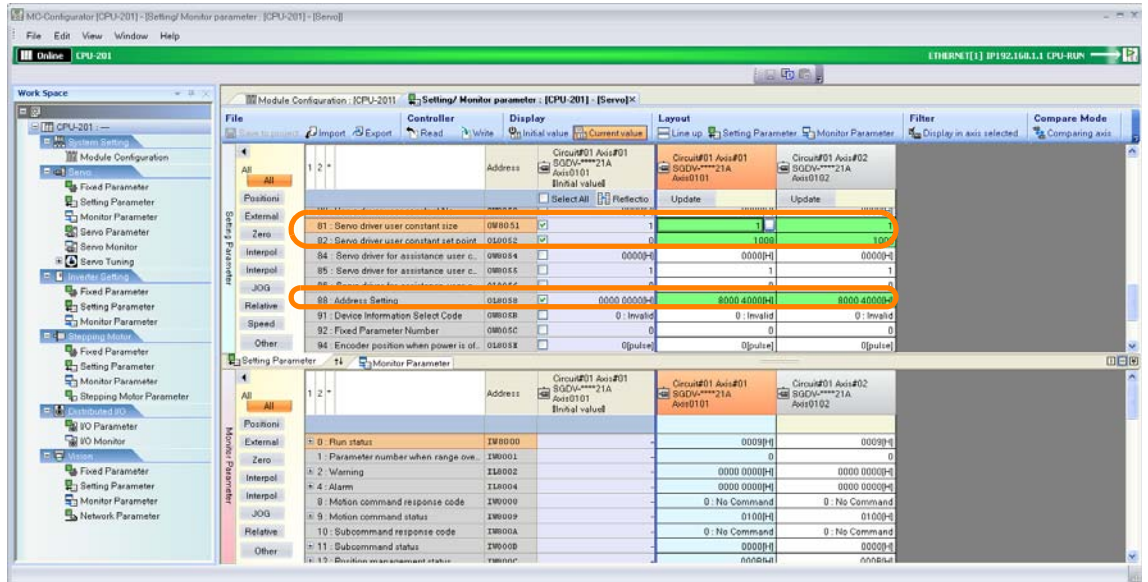 MC-Configurator [CPU-201] - [Setting/ Monitor parameter : [CPU-201] - [Servo]]
File Edit View Window Help
Online CPU-201 ETHERNET[1] IP192.168.1.1 CPU-RUN
Work Space
Module Configuration : [CPU-201] Setting/ Monitor parameter : [CPU-201] - [Servo]
File Controller Display Layout Filter Compare Mode
Save to project Import Export Read Write Initial value Current value Line up Setting Parameter Monitor Parameter Display in axis selected Comparing axis
CPU-201 : ---
System Setting
Module Configuration
Servo
Fixed Parameter
Setting Parameter
Monitor Parameter
Servo Parameter
Servo Monitor
Servo Tuning
Inverter Setting
Fixed Parameter
Setting Parameter
Monitor Parameter
Stepping Motor
Fixed Parameter
Setting Parameter
Monitor Parameter
Stepping Motor Parameter
Distributed I/O
I/O Parameter
I/O Monitor
Vision
Fixed Parameter
Setting Parameter
Monitor Parameter
Network Parameter
Setting Parameter
All
All
Positioni
External
Zero
Interpol
Interpol
JOG
Relative
Speed
Other
1 2 * Address Circuit#01 Axis#01 SGDV-****21A Axis0101 [Initial value] Circuit#01 Axis#01 SGDV-****21A Axis0101 Circuit#01 Axis#02 SGDV-****21A Axis0102
Select All Reflectio Update Update
81 : Servo driver user constant size OW8051 1 1 1
82 : Servo driver user constant set point OL8052 0 1008
84 : Servo driver for assistance user c.. OW8054 0000[H] 0000[H] 0000[H]
85 : Servo driver for assistance user c.. OW8055 1 1 1
88 : Address Setting OL8058 0000 0000[H] 8000 4000[H] 8000 4000[H]
91 : Device Information Select Code OW805B 0 : Invalid 0 : Invalid 0 : Invalid
92 : Fixed Parameter Number OW805C 0 0 0
94 : Encoder position when power is of.. OL805E 0[pulse] 0[pulse] 0[pulse]
Setting Parameter Monitor Parameter
Monitor Parameter
All
All
Positioni
External
Zero
Interpol
Interpol
JOG
Relative
Other
1 2 * Address Circuit#01 Axis#01 SGDV-****21A Axis0101 [Initial value] Circuit#01 Axis#01 SGDV-****21A Axis0101 Circuit#01 Axis#02 SGDV-****21A Axis0102
0 : Run status IW8000 - 0009[H] 0009[H]
1 : Parameter number when range ove.. IW8001 - 0 0
2 : Warning IL8002 - 0000 0000[H] 0000 0000[H]
4 : Alarm IL8004 - 0000 0000[H] 0000 0000[H]
8 : Motion command response code IW8008 - 0 : No Command 0 : No Command
9 : Motion command status IW8009 - 0100[H] 0100[H]
10 : Subcommand response code IW800A - 0 : No Command 0 : No Command
11 : Subcommand status IW800B - 0000[H] 0000[H]
12 : Position management status IW800C